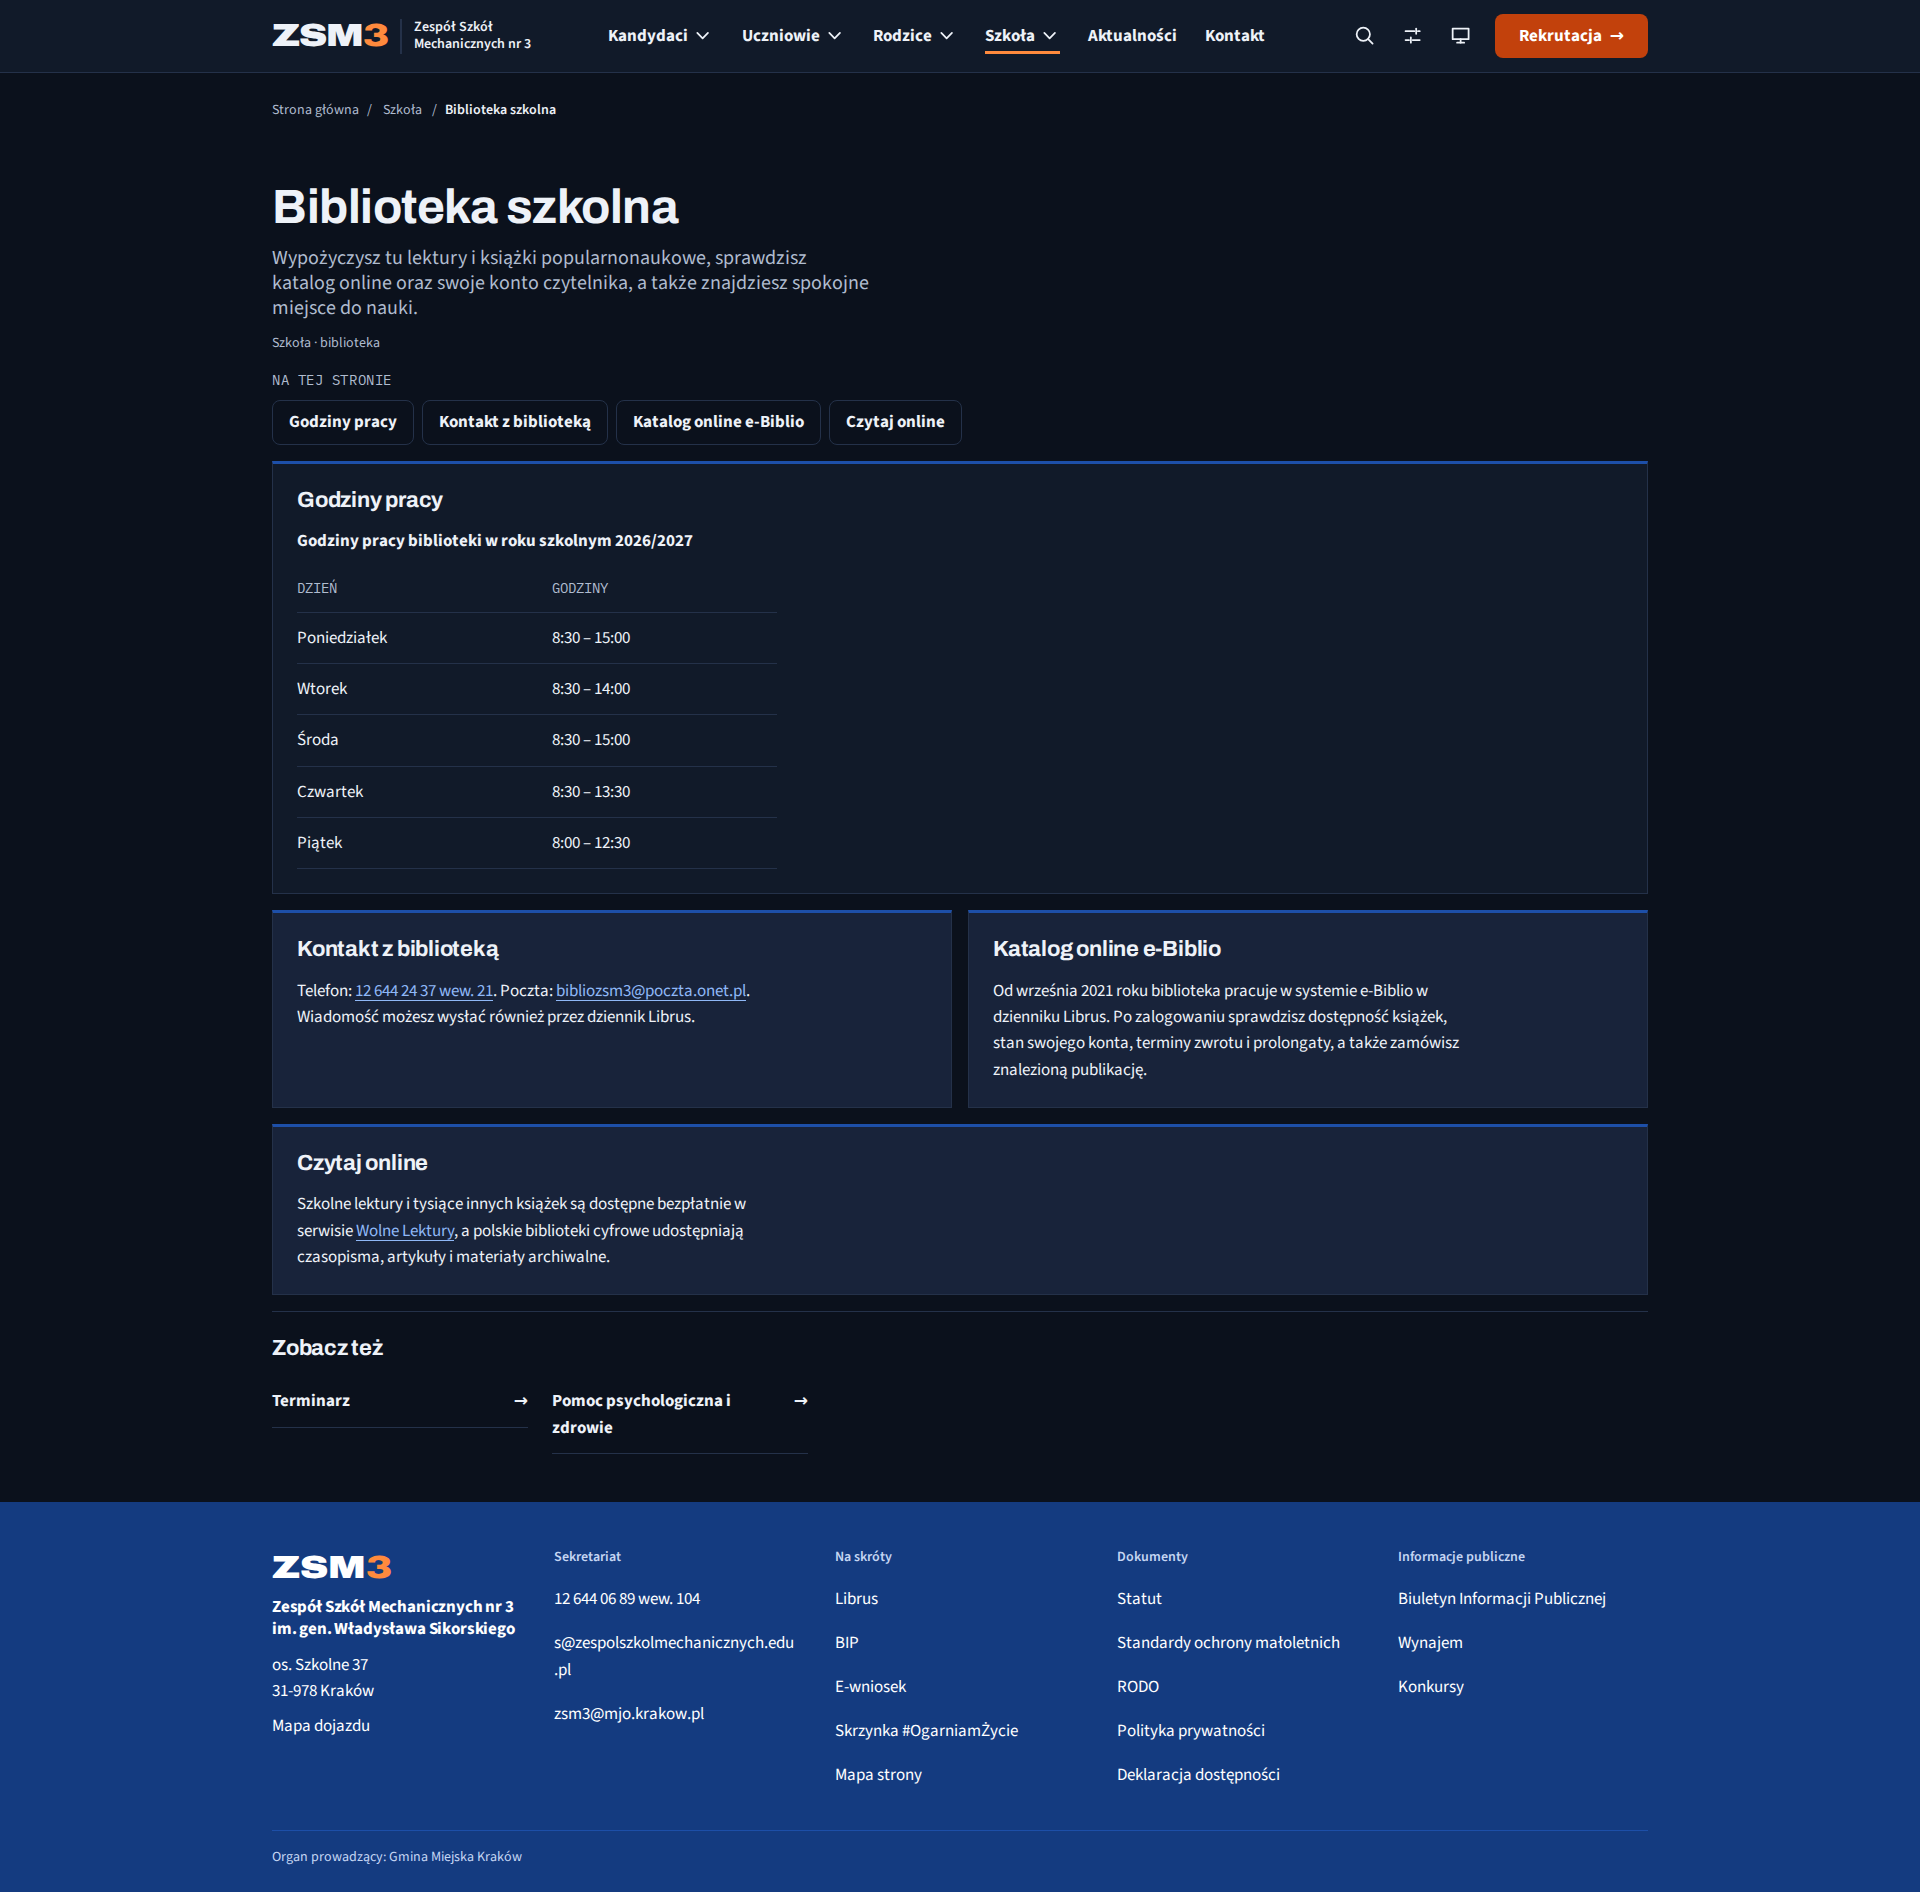 ZSM3
Zespół Szkół
Mechanicznych nr 3
Kandydaci
Uczniowie
Rodzice
Szkoła
Aktualności
Kontakt
Rekrutacja →
Strona główna / Szkoła / Biblioteka szkolna
Biblioteka szkolna
Wypożyczysz tu lektury i książki popularnonaukowe, sprawdzisz
katalog online oraz swoje konto czytelnika, a także znajdziesz spokojne
miejsce do nauki.
Szkoła · biblioteka
NA TEJ STRONIE
Godziny pracy
Kontakt z biblioteką
Katalog online e-Biblio
Czytaj online
Godziny pracy
Godziny pracy biblioteki w roku szkolnym 2026/2027
DZIEŃ GODZINY
Poniedziałek 8:30 – 15:00
Wtorek 8:30 – 14:00
Środa 8:30 – 15:00
Czwartek 8:30 – 13:30
Piątek 8:00 – 12:30
Kontakt z biblioteką
Telefon: 12 644 24 37 wew. 21. Poczta: bibliozsm3@poczta.onet.pl.
Wiadomość możesz wysłać również przez dziennik Librus.
Katalog online e-Biblio
Od września 2021 roku biblioteka pracuje w systemie e-Biblio w
dzienniku Librus. Po zalogowaniu sprawdzisz dostępność książek,
stan swojego konta, terminy zwrotu i prolongaty, a także zamówisz
znalezioną publikację.
Czytaj online
Szkolne lektury i tysiące innych książek są dostępne bezpłatnie w
serwisie Wolne Lektury, a polskie biblioteki cyfrowe udostępniają
czasopisma, artykuły i materiały archiwalne.
Zobacz też
Terminarz →
Pomoc psychologiczna i →
zdrowie
ZSM3
Zespół Szkół Mechanicznych nr 3
im. gen. Władysława Sikorskiego
os. Szkolne 37
31-978 Kraków
Mapa dojazdu
Sekretariat
12 644 06 89 wew. 104
s@zespolszkolmechanicznych.edu
.pl
zsm3@mjo.krakow.pl
Na skróty
Librus
BIP
E-wniosek
Skrzynka #OgarniamŻycie
Mapa strony
Dokumenty
Statut
Standardy ochrony małoletnich
RODO
Polityka prywatności
Deklaracja dostępności
Informacje publiczne
Biuletyn Informacji Publicznej
Wynajem
Konkursy
Organ prowadzący: Gmina Miejska Kraków